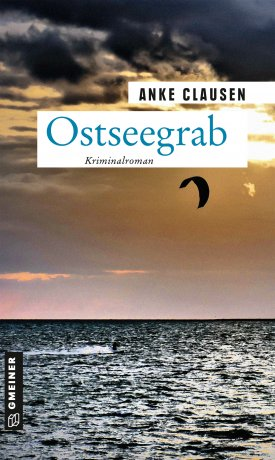 ANKE CLAUSEN
Ostseegrab
Kriminalroman
GMEINER